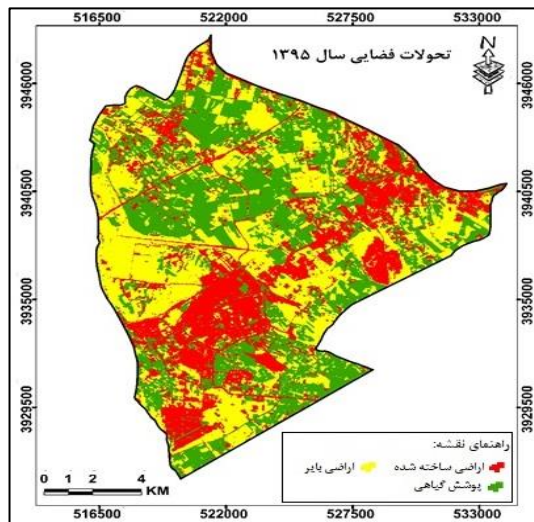 516500 522000 527500 533000
تحولات فضایی سال ۱۳۹۵
N
3946000 3946000
3940500 3940500
3935000 3935000
3929500 3929500
راهنمای نقشه:
اراضی ساخته شده اراضی بایر
پوشش گیاهی
0 1 2 4
KM
516500 522000 527500 533000